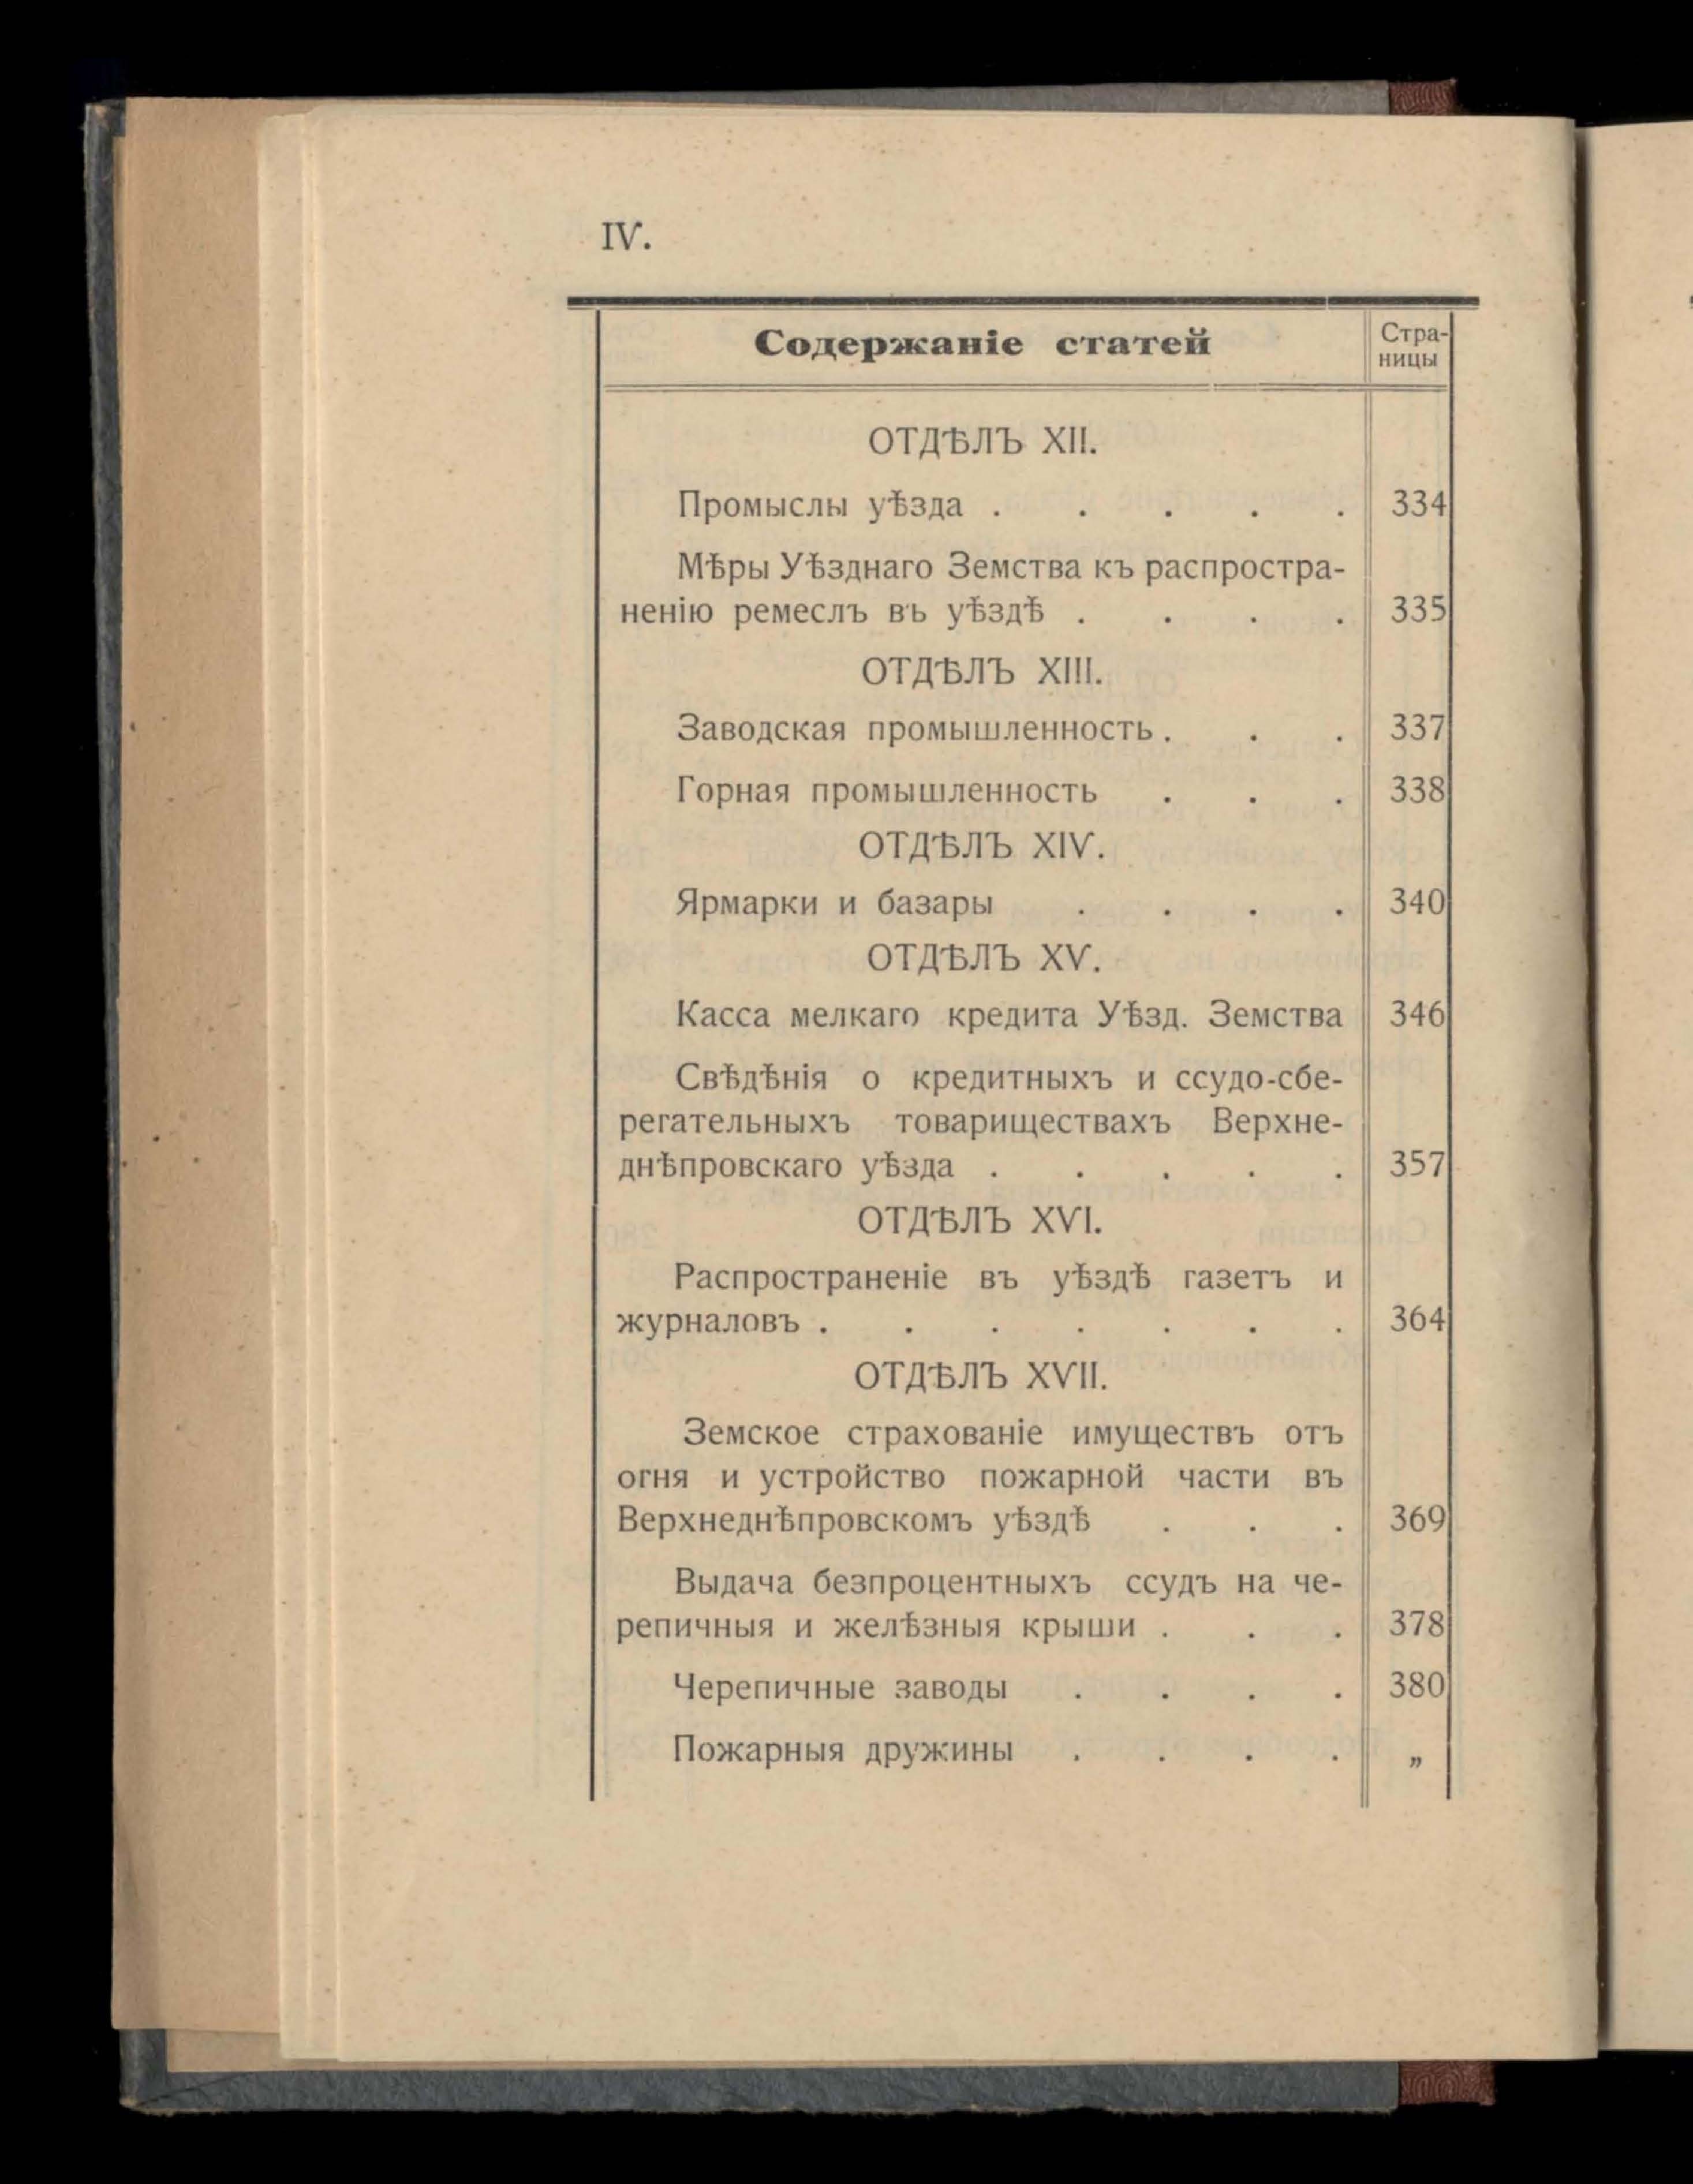 IV.
Содержаніе статей
Стра-
ницы
ОТДѢЛЪ XII.
Промыслы уѣзда . . . . . 334
Мѣры Уѣзднаго Земства къ распростра-
ненію ремеслъ въ уѣздѣ . . . . 335
ОТДѢЛЪ XIII.
Заводская промышленность . . . 337
Горная промышленность . . . 338
ОТДѢЛЪ XIV.
Ярмарки и базары . . . . 340
ОТДѢЛЪ XV.
Касса мелкаго кредита Уѣзд. Земства 346
Свѣдѣнія о кредитныхъ и ссудо-сбе-
регательныхъ товариществахъ Верхне-
днѣпровскаго уѣзда . . . . . 357
ОТДѢЛЪ XVI.
Распространеніе въ уѣздѣ газетъ и
журналовъ . . . . . . . 364
ОТДѢЛЪ XVII.
Земское страхованіе имуществъ отъ
огня и устройство пожарной части въ
Верхнеднѣпровскомъ уѣздѣ . . . 369
Выдача безпроцентныхъ ссудъ на че-
репичныя и желѣзныя крыши . . . 378
Черепичные заводы . . . . 380
Пожарныя дружины . . . . „